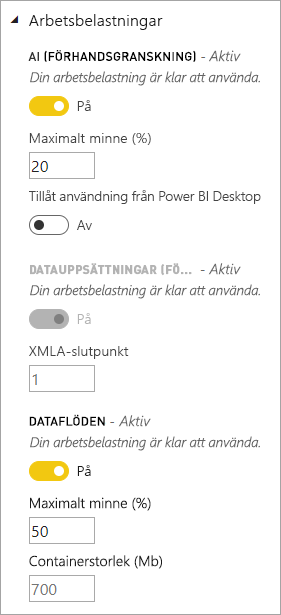 Arbetsbelastningar
AI (FÖRHANDSGRANSKNING) - Aktiv
Din arbetsbelastning är klar att använda.
På
Maximalt minne (%)
20
Tillåt användning från Power BI Desktop
Av
DATAUPPSÄTTNINGAR (FÖ... - Aktiv
Din arbetsbelastning är klar att använda.
På
XMLA-slutpunkt
1
DATAFLÖDEN - Aktiv
Din arbetsbelastning är klar att använda.
På
Maximalt minne (%)
50
Containerstorlek (Mb)
700